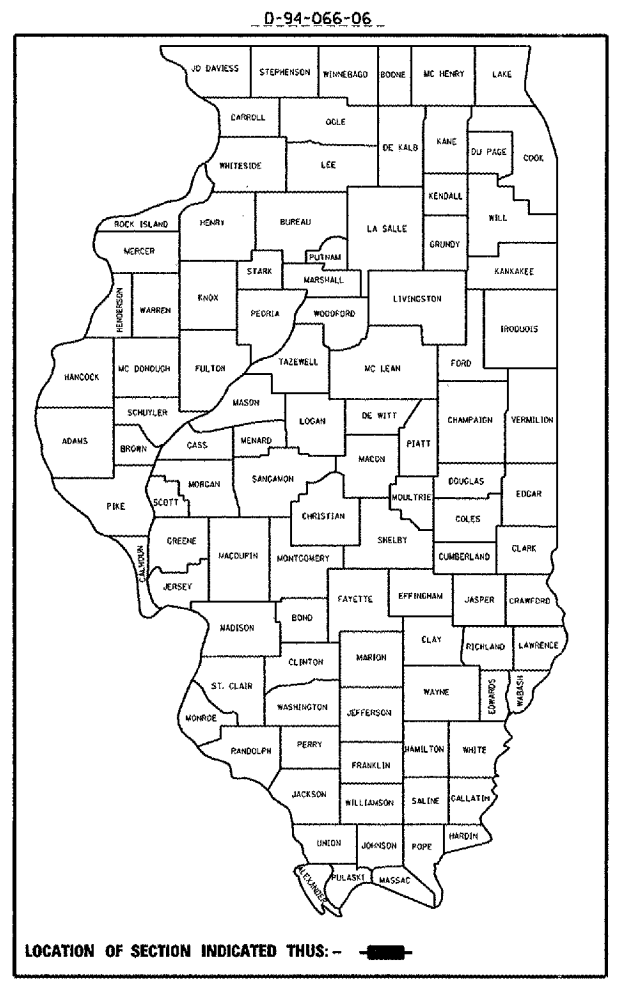 D-94-066-06
JO DAVIESS STEPHENSON WINNEBAGO BOONE MC HENRY LAKE
CARROLL OGLE DE KALB KANE DU PAGE COOK
WHITESIDE LEE
KENDALL
ROCK ISLAND HENRY BUREAU LA SALLE WILL
MERCER PUTNAM GRUNDY
STARK MARSHALL KANKAKEE
HENDERSON WARREN KNOX PEORIA WOODFORD LIVINGSTON IROQUOIS
HANCOCK MC DONOUGH FULTON TAZEWELL MC LEAN FORD
SCHUYLER MASON LOGAN DE WITT CHAMPAIGN VERMILION
ADAMS BROWN CASS MENARD MACON PIATT
MORGAN SANGAMON DOUGLAS EDGAR
PIKE SCOTT CHRISTIAN MOULTRIE COLES
GREENE MACOUPIN MONTGOMERY SHELBY CUMBERLAND CLARK
CALHOUN JERSEY
FAYETTE EFFINGHAM JASPER CRAWFORD
MADISON BOND
CLINTON MARION CLAY RICHLAND LAWRENCE
ST. CLAIR WAYNE EDWARDS WABASH
MONROE WASHINGTON JEFFERSON
RANDOLPH PERRY HAMILTON WHITE
FRANKLIN
JACKSON WILLIAMSON SALINE GALLATIN
UNION JOHNSON POPE HARDIN
ALEXANDER PULASKI MASSAC
LOCATION OF SECTION INDICATED THUS: –